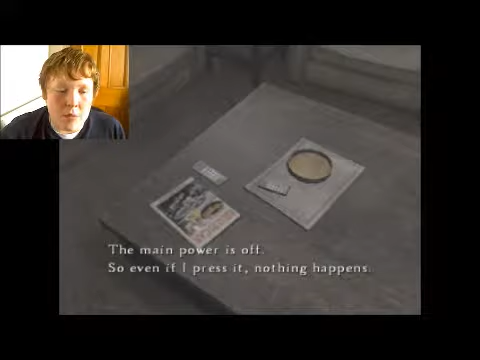 The main power is off.
So even if I press it, nothing happens.